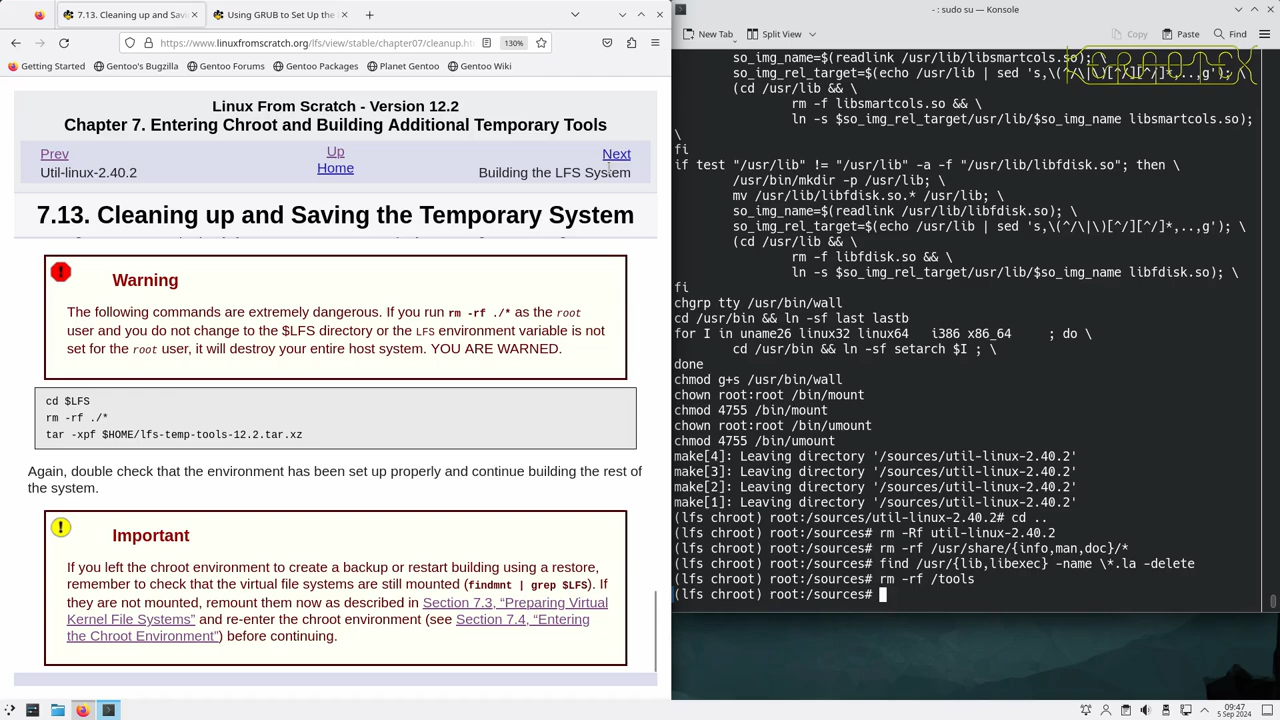 7.13. Cleaning up and Savi
Using GRUB to Set Up the
https://www.linuxfromscratch.org/lfs/view/stable/chapter07/cleanup.ht
130%
Getting Started
Gentoo's Bugzilla
Gentoo Forums
Gentoo Packages
Planet Gentoo
Gentoo Wiki
Linux From Scratch - Version 12.2
Chapter 7. Entering Chroot and Building Additional Temporary Tools
Prev
Up
Next
Util-linux-2.40.2
Home
Building the LFS System
7.13. Cleaning up and Saving the Temporary System
Warning
The following commands are extremely dangerous. If you run rm -rf ./* as the root
user and you do not change to the $LFS directory or the LFS environment variable is not
set for the root user, it will destroy your entire host system. YOU ARE WARNED.
cd $LFS
rm -rf ./*
tar -xpf $HOME/lfs-temp-tools-12.2.tar.xz
Again, double check that the environment has been set up properly and continue building the rest of
the system.
Important
If you left the chroot environment to create a backup or restart building using a restore,
remember to check that the virtual file systems are still mounted (findmnt | grep $LFS). If
they are not mounted, remount them now as described in Section 7.3, “Preparing Virtual
Kernel File Systems” and re-enter the chroot environment (see Section 7.4, “Entering
the Chroot Environment”) before continuing.
- : sudo su — Konsole
New Tab
Split View
Copy
Paste
Find
KERAOTEX
so_img_name=$(readlink /usr/lib/libsmartcols.so); \
so_img_rel_target=$(echo /usr/lib | sed 's,\(^/\|\)[^/][^/]*,..,g'); \
(cd /usr/lib && \
rm -f libsmartcols.so && \
ln -s $so_img_rel_target/usr/lib/$so_img_name libsmartcols.so);
\
fi
if test "/usr/lib" != "/usr/lib" -a -f "/usr/lib/libfdisk.so"; then \
/usr/bin/mkdir -p /usr/lib; \
mv /usr/lib/libfdisk.so.* /usr/lib; \
so_img_name=$(readlink /usr/lib/libfdisk.so); \
so_img_rel_target=$(echo /usr/lib | sed 's,\(^/\|\)[^/][^/]*,..,g'); \
(cd /usr/lib && \
rm -f libfdisk.so && \
ln -s $so_img_rel_target/usr/lib/$so_img_name libfdisk.so); \
fi
chgrp tty /usr/bin/wall
cd /usr/bin && ln -sf last lastb
for I in uname26 linux32 linux64   i386 x86_64    ; do \
cd /usr/bin && ln -sf setarch $I ; \
done
chmod g+s /usr/bin/wall
chown root:root /bin/mount
chmod 4755 /bin/mount
chown root:root /bin/umount
chmod 4755 /bin/umount
make[4]: Leaving directory '/sources/util-linux-2.40.2'
make[3]: Leaving directory '/sources/util-linux-2.40.2'
make[2]: Leaving directory '/sources/util-linux-2.40.2'
make[1]: Leaving directory '/sources/util-linux-2.40.2'
(lfs chroot) root:/sources/util-linux-2.40.2# cd ..
(lfs chroot) root:/sources# rm -Rf util-linux-2.40.2
(lfs chroot) root:/sources# rm -rf /usr/share/{info,man,doc}/*
(lfs chroot) root:/sources# find /usr/{lib,libexec} -name \*.la -delete
(lfs chroot) root:/sources# rm -rf /tools
(lfs chroot) root:/sources#
09:47
5 Sep 2024